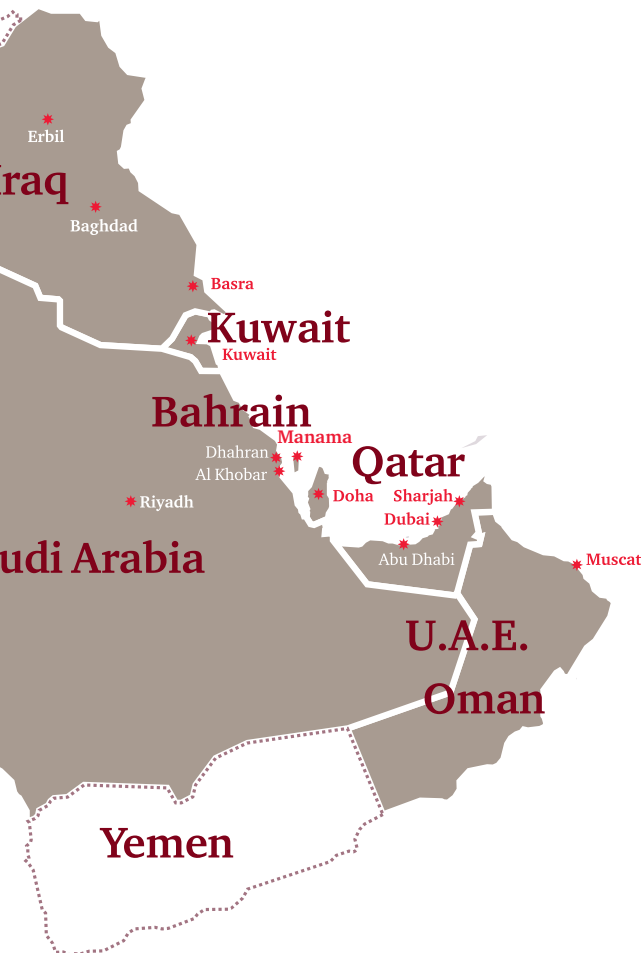 Erbil
Iraq
Baghdad
Basra
Kuwait
Kuwait
Bahrain
Manama
Dhahran
Qatar
Al Khobar
Doha
Sharjah
Riyadh
Dubai
udi Arabia
Abu Dhabi
Muscat
U.A.E.
Oman
Yemen